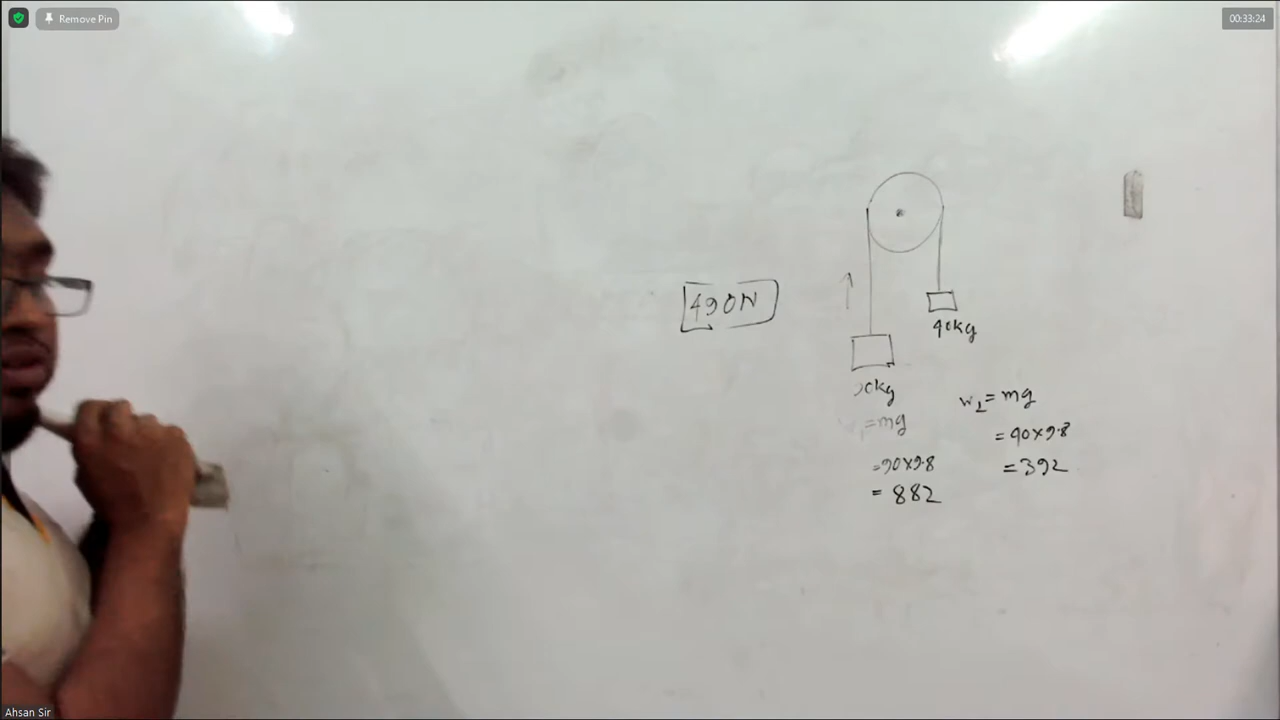 Remove Pin
00:33:24
490N
40kg
0kg
=mg
=90×9.8
= 882
w₂=mg
=40×9.8
=392
Ahsan Sir